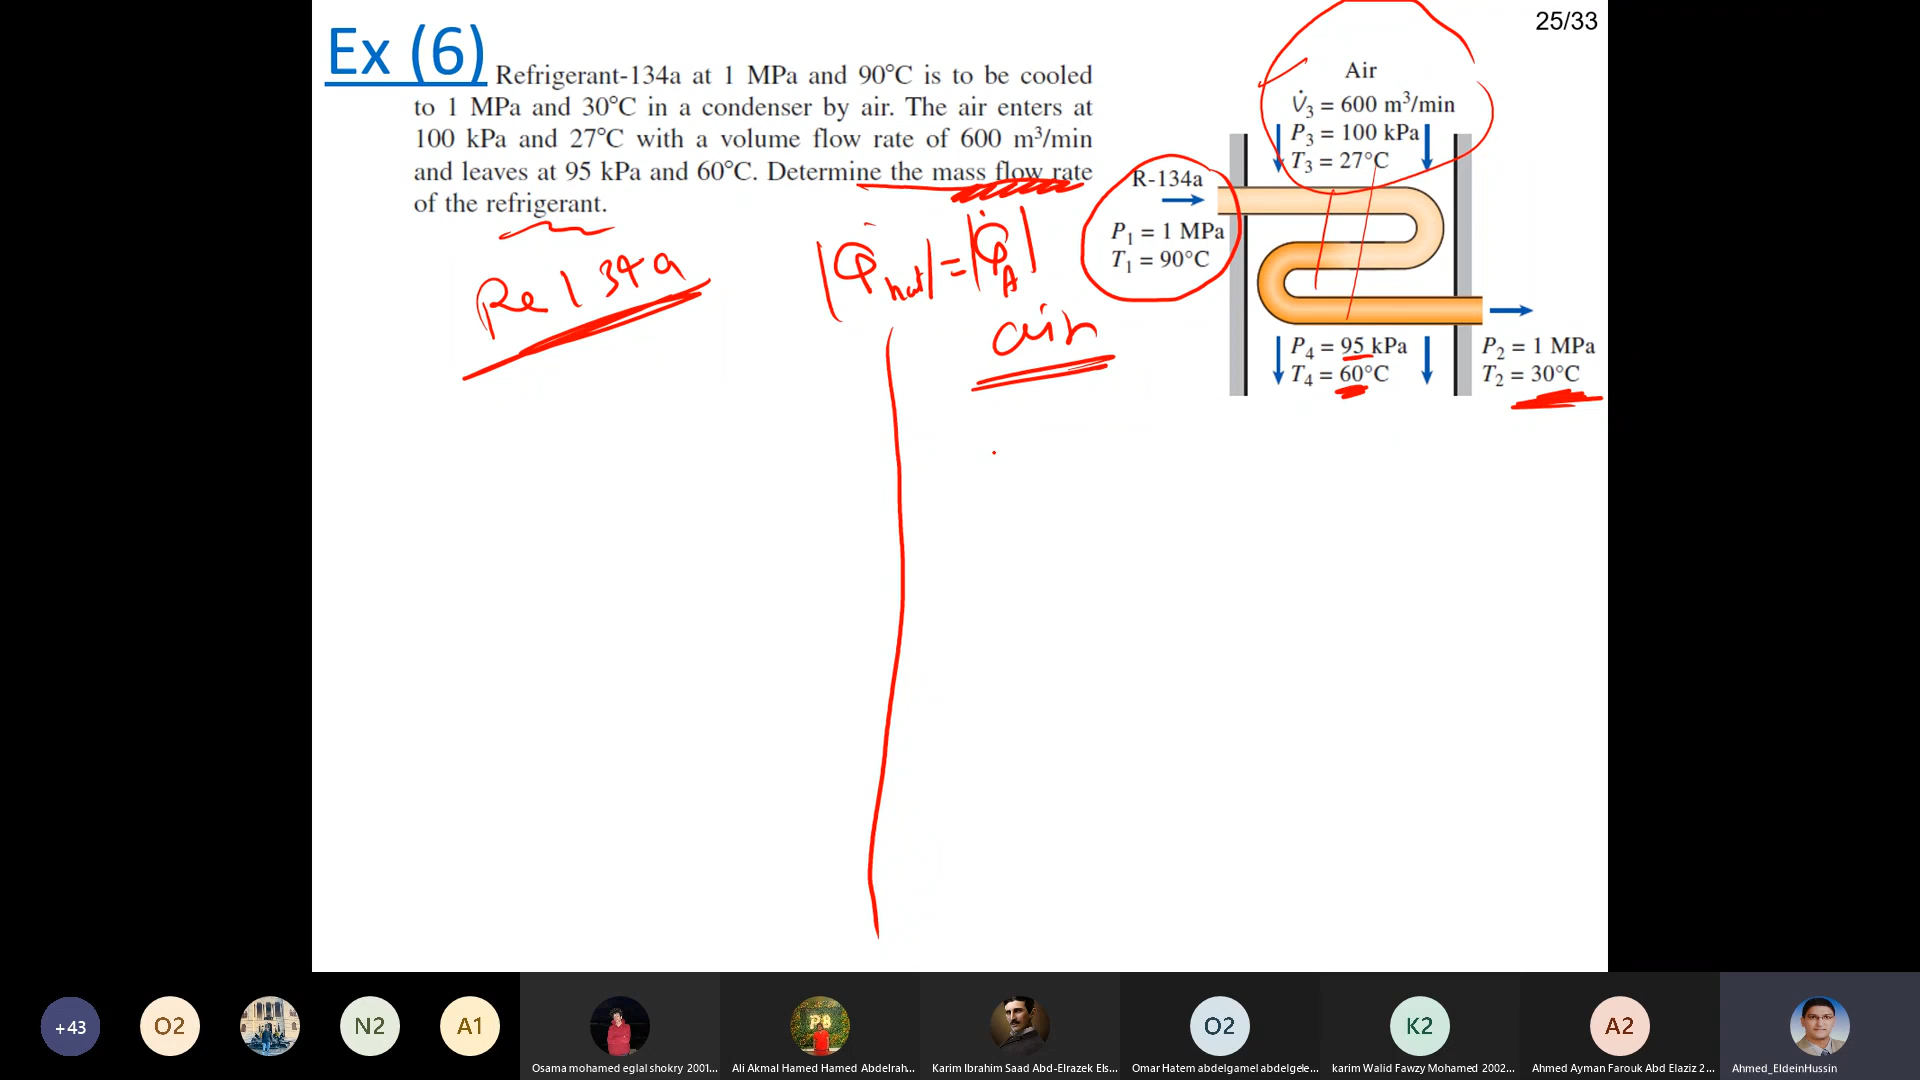 25/33
Ex (6)
Refrigerant-134a at 1 MPa and 90°C is to be cooled
to 1 MPa and 30°C in a condenser by air. The air enters at
100 kPa and 27°C with a volume flow rate of 600 m³/min
and leaves at 95 kPa and 60°C. Determine the mass flow rate
of the refrigerant.
Air
V̇₃ = 600 m³/min
P₃ = 100 kPa
T₃ = 27°C
R-134a
P₁ = 1 MPa
T₁ = 90°C
P₄ = 95 kPa
T₄ = 60°C
P₂ = 1 MPa
T₂ = 30°C
Re 134a
|Q̇hot| = |Q̇A|
air
+43
O2
N2
A1
Osama mohamed eglal shokry 2001...
Ali Akmal Hamed Hamed Abdelrah...
Karim Ibrahim Saad Abd-Elrazek Els...
O2
Omar Hatem abdelgamel abdelgele...
K2
karim Walid Fawzy Mohamed 2002...
A2
Ahmed Ayman Farouk Abd Elaziz 2...
Ahmed_EldeinHussin